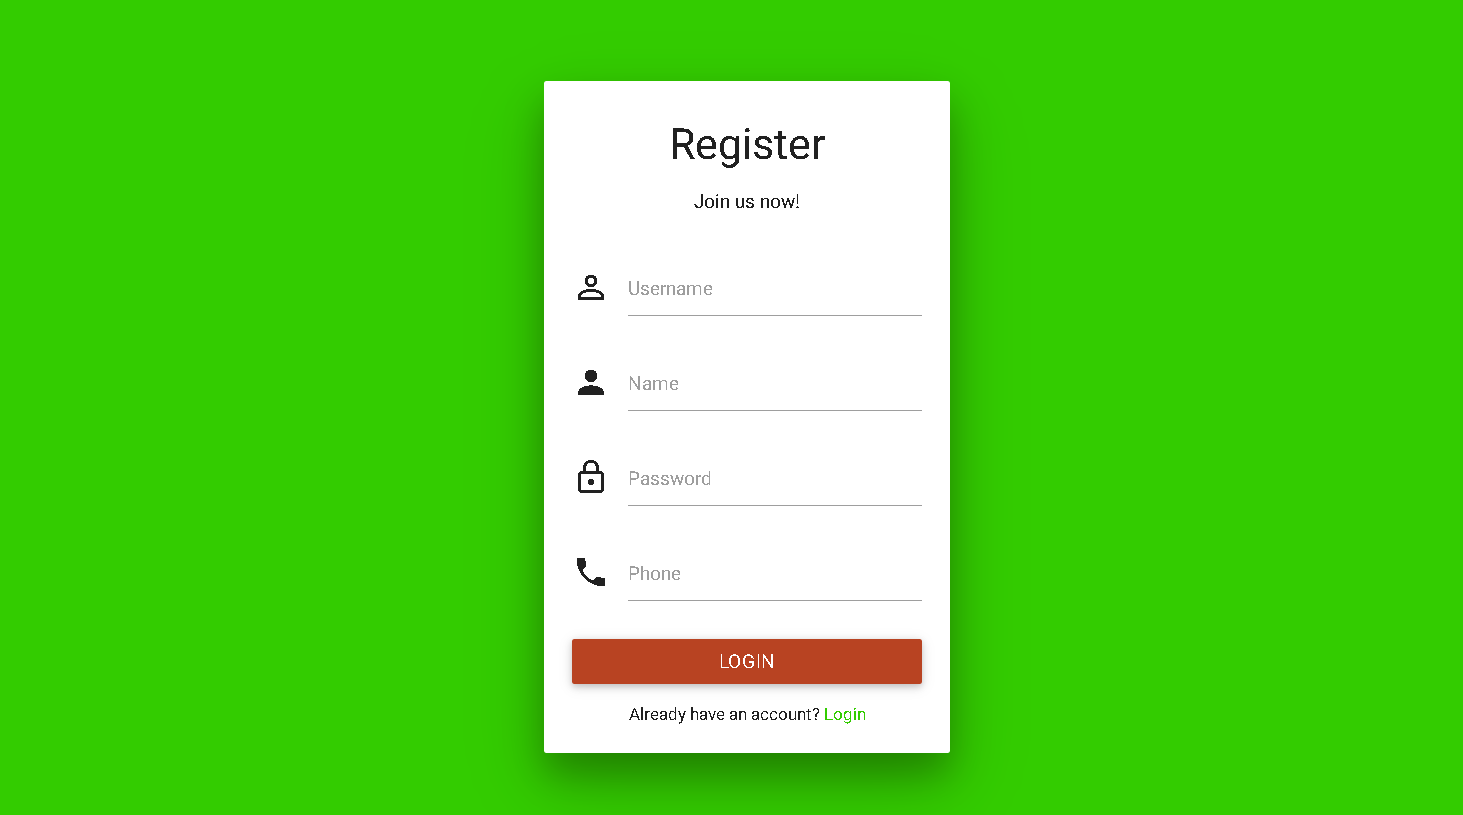 Register
Join us now!
Username
Name
Password
Phone
LOGIN
Already have an account? Login